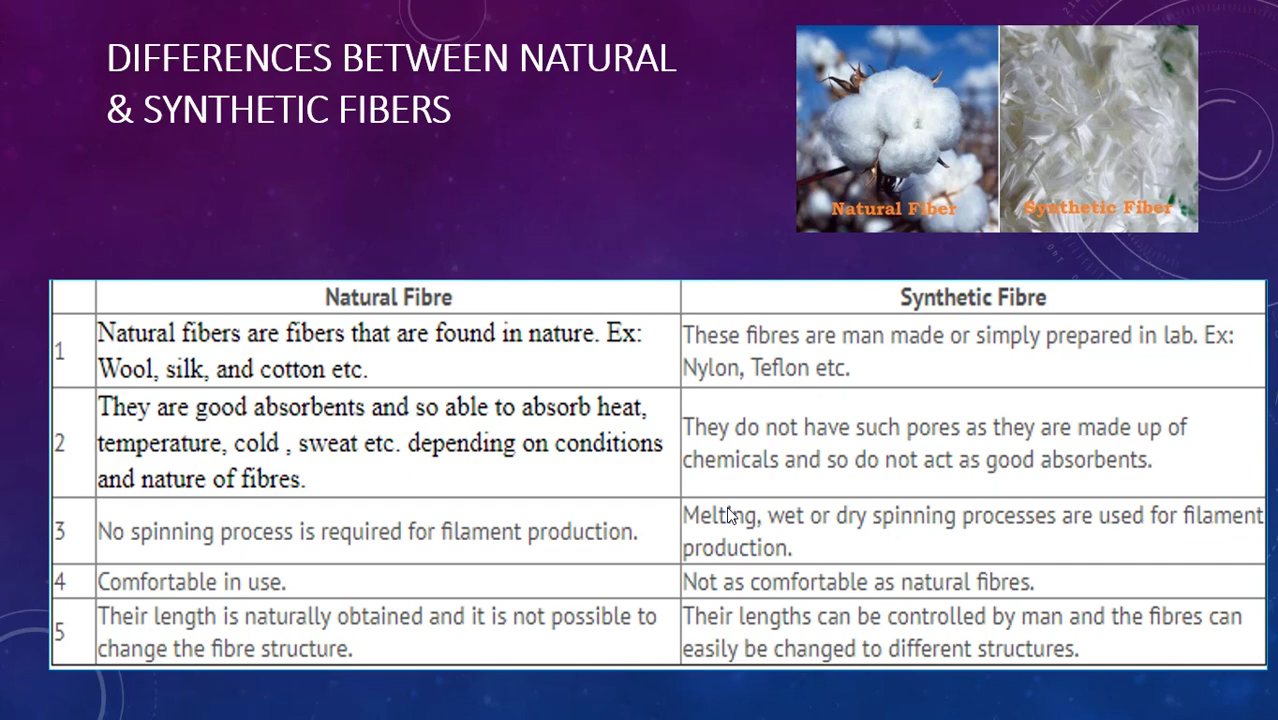 DIFFERENCES BETWEEN NATURAL
& SYNTHETIC FIBERS
Natural Fiber
Synthetic Fiber
Natural Fibre
Synthetic Fibre
1
Natural fibers are fibers that are found in nature. Ex:
Wool, silk, and cotton etc.
These fibres are man made or simply prepared in lab. Ex:
Nylon, Teflon etc.
2
They are good absorbents and so able to absorb heat,
temperature, cold , sweat etc. depending on conditions
and nature of fibres.
They do not have such pores as they are made up of
chemicals and so do not act as good absorbents.
3
No spinning process is required for filament production.
Melting, wet or dry spinning processes are used for filament
production.
4
Comfortable in use.
Not as comfortable as natural fibres.
5
Their length is naturally obtained and it is not possible to
change the fibre structure.
Their lengths can be controlled by man and the fibres can
easily be changed to different structures.